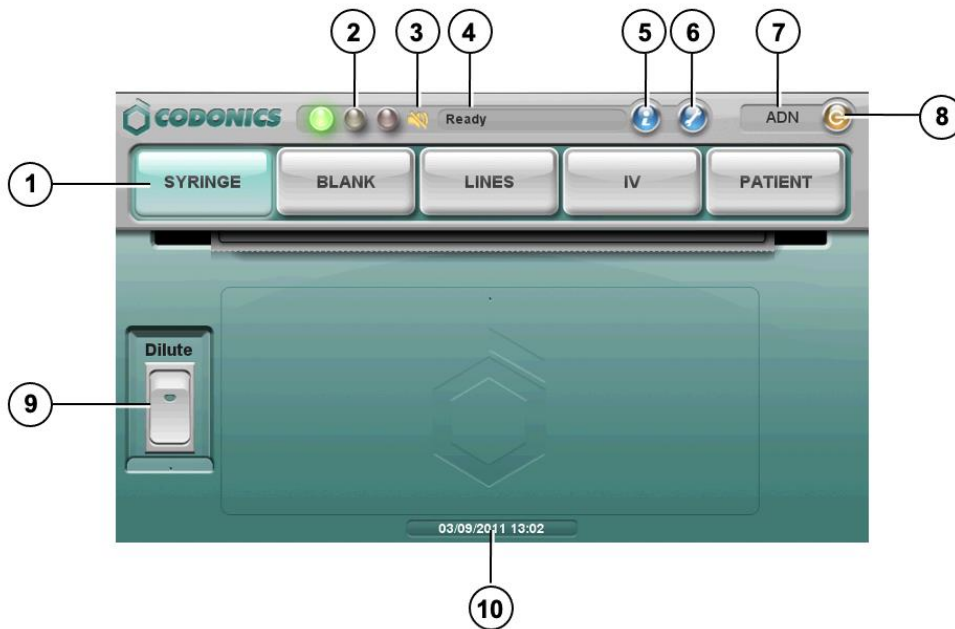 2 3 4 5 6 7
CODONICS Ready ADN 8
1 SYRINGE BLANK LINES IV PATIENT
Dilute
9
03/09/2011 13:02
10